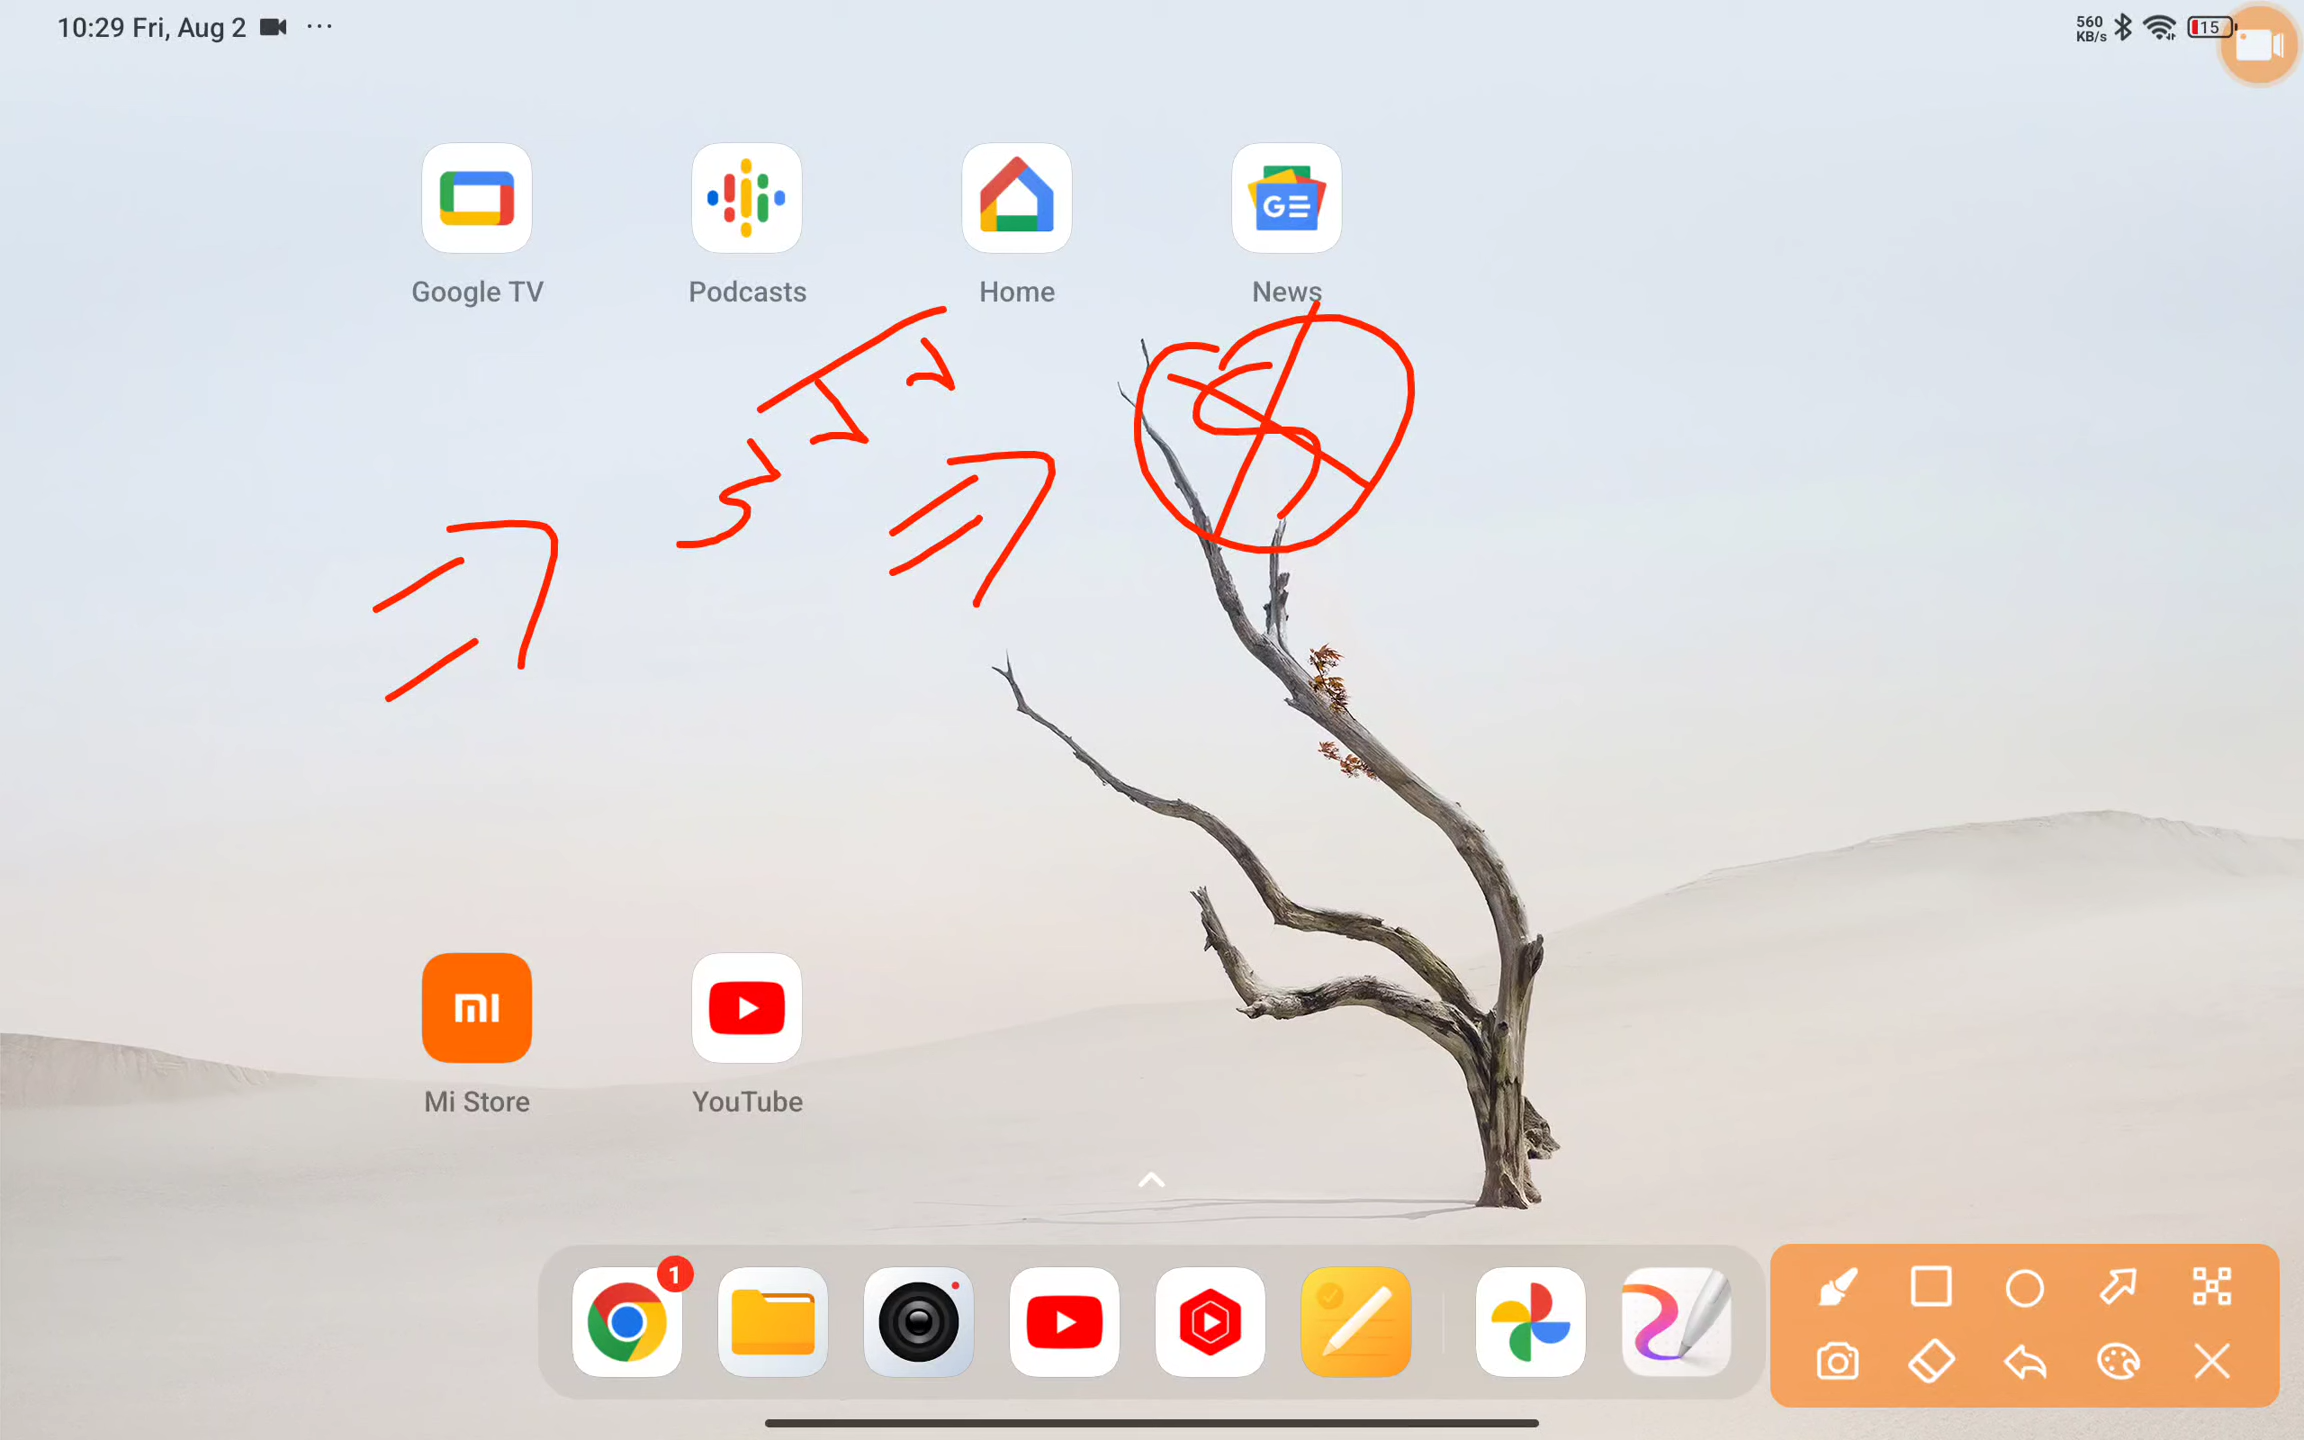 10:29 Fri, Aug 2 ...
560
KB/s
15
Google TV
Podcasts
Home
News
Mi Store
YouTube
1